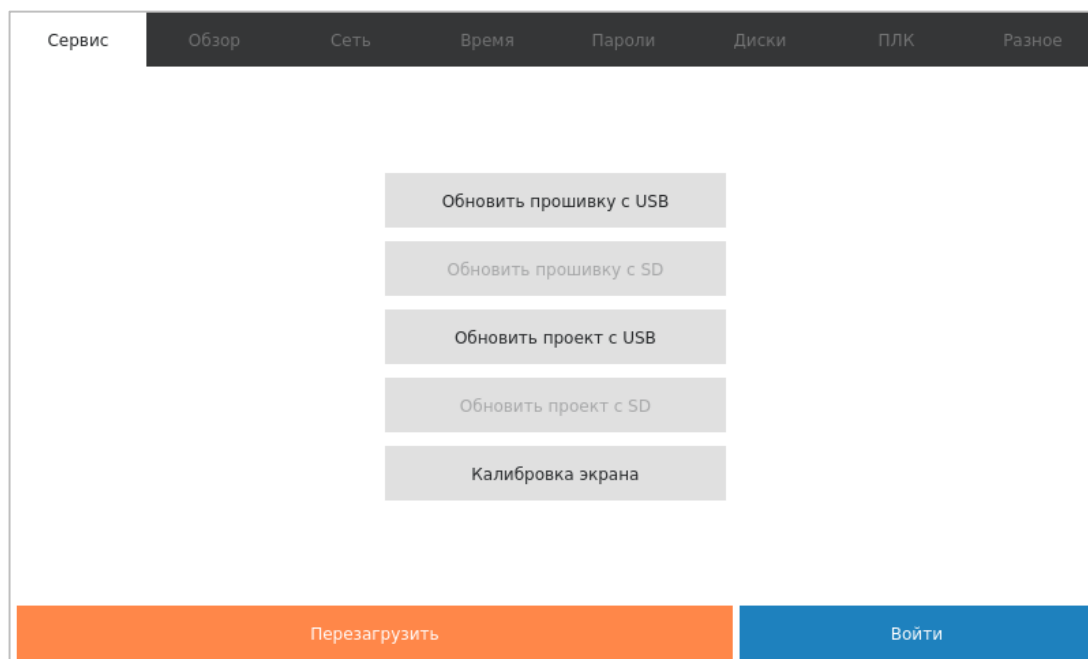 Сервис Обзор Сеть Время Пароли Диски ПЛК Разное
Обновить прошивку с USB
Обновить прошивку с SD
Обновить проект с USB
Обновить проект с SD
Калибровка экрана
Перезагрузить Войти